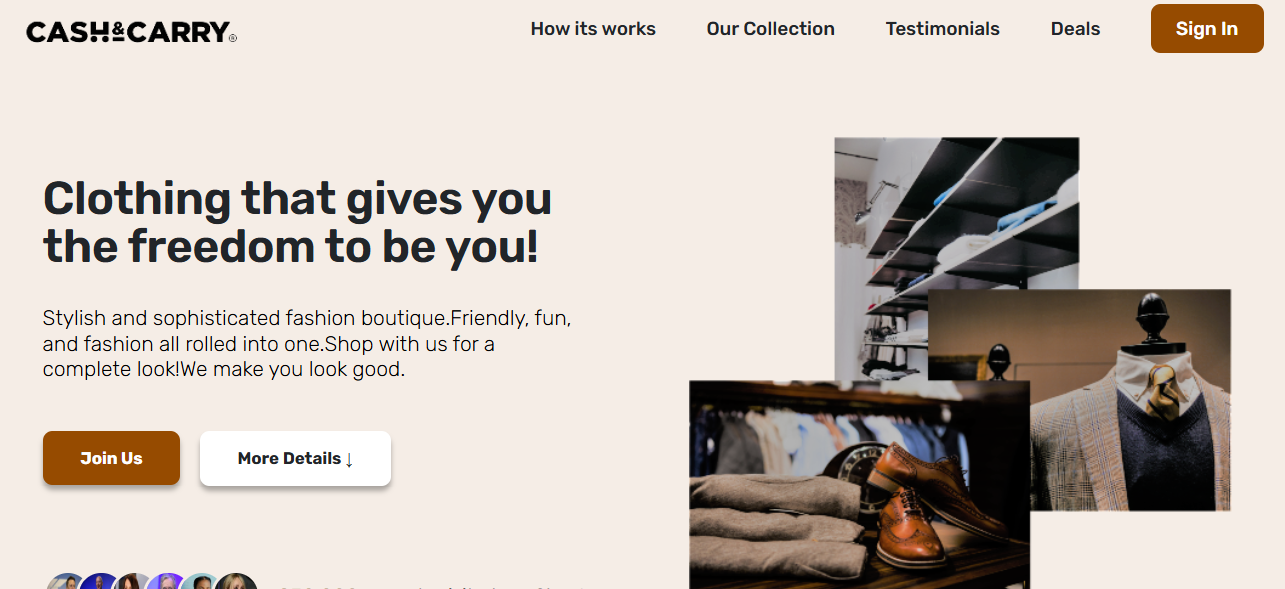 CASH&CARRY®
How its works
Our Collection
Testimonials
Deals
Sign In
Clothing that gives you
the freedom to be you!
Stylish and sophisticated fashion boutique.Friendly, fun,
and fashion all rolled into one.Shop with us for a
complete look!We make you look good.
Join Us
More Details ↓